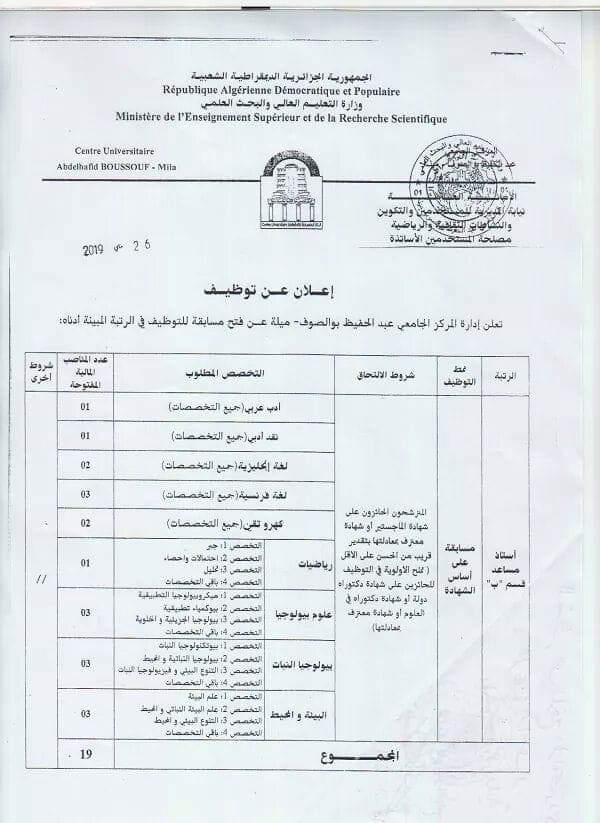 الجمهورية الجزائرية الديمقراطية الشعبية
République Algérienne Démocratique et Populaire
وزارة التعليم العالي والبحث العلمي
Ministère de l'Enseignement Supérieur et de la Recherche Scientifique
Centre Universitaire
Abdelhafid BOUSSOUF - Mila
نيابة المديرية للمستخدمين والتكوين
والنشاطات الثقافية والرياضية
مصلحة المستخدمين الأساتذة
26 2019
إعلان عن توظيف
تعلن إدارة المركز الجامعي عبد الحفيظ بوالصوف- ميلة عن فتح مسابقة للتوظيف في الرتبة المبينة أدناه:
الرتبة
نمط التوظيف
شروط الالتحاق
التخصص المطلوب
عدد المناصب المالية المفتوحة
شروط أخرى
أستاذ
مساعد
قسم "ب"
مسابقة
على
أساس
الشهادة
المترشحون الحائزون على
شهادة الماجستير أو شهادة
معترف بمعادلتها بتقدير
قريب من الحسن على الأقل
( تمنح الأولوية في التوظيف
للحائزين على شهادة دكتوراه
دولة أو شهادة دكتوراه في
العلوم أو شهادة معترف
بمعادلتها)
أدب عربي(جميع التخصصات) 01
نقد أدبي(جميع التخصصات) 01
لغة إنجليزية(جميع التخصصات) 02
لغة فرنسية(جميع التخصصات) 03
كهرو تقني(جميع التخصصات) 02
رياضيات
التخصص 1: جبر
التخصص 2: احتمالات واحصاء
التخصص 3: تحليل
التخصص 4: باقي التخصصات
01
علوم بيولوجيا
التخصص 1: ميكروبيولوجيا التطبيقية
التخصص 2: بيوكمياء تطبيقية
التخصص 3: بيولوجيا الجزيئية و الخلوية
التخصص 4: باقي التخصصات
03
بيولوجيا النبات
التخصص 1: بيوتكنولوجيا النبات
التخصص 2: بيولوجيا النباتية و المحيط
التخصص 3: التنوع البيئي و فيزيولوجيا النبات
التخصص 4: باقي التخصصات
03
البيئة و المحيط
التخصص 1: علم البيئة
التخصص 2: علم البيئة النباتي و المحيط
التخصص 3: التنوع البيئي و المحيط
التخصص 4: باقي التخصصات
03
//
المجمـــوع 19